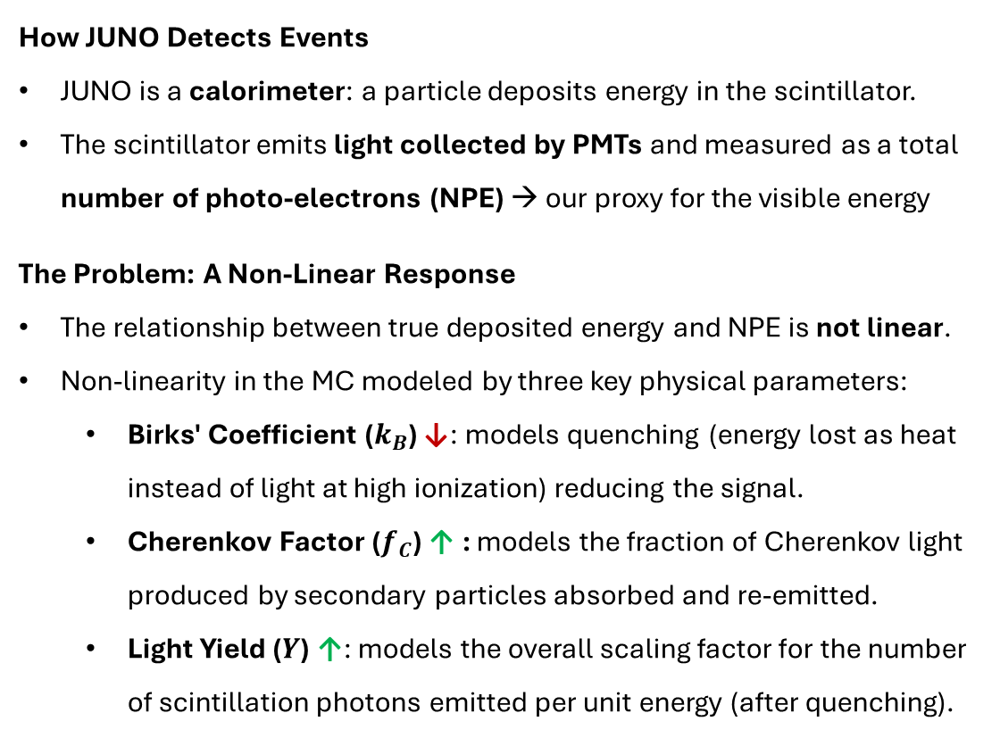 How JUNO Detects Events
• JUNO is a calorimeter: a particle deposits energy in the scintillator.
• The scintillator emits light collected by PMTs and measured as a total
number of photo-electrons (NPE) → our proxy for the visible energy
The Problem: A Non-Linear Response
• The relationship between true deposited energy and NPE is not linear.
• Non-linearity in the MC modeled by three key physical parameters:
• Birks' Coefficient (k_B) ↓: models quenching (energy lost as heat
instead of light at high ionization) reducing the signal.
• Cherenkov Factor (f_C) ↑ : models the fraction of Cherenkov light
produced by secondary particles absorbed and re-emitted.
• Light Yield (Y) ↑: models the overall scaling factor for the number
of scintillation photons emitted per unit energy (after quenching).